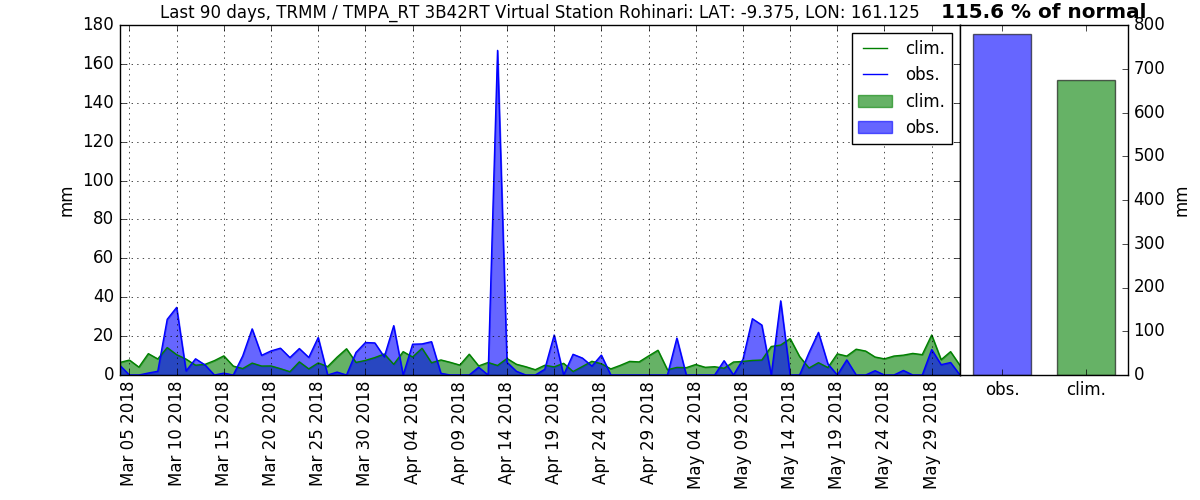 Last 90 days, TRMM / TMPA_RT 3B42RT Virtual Station Rohinari: LAT: -9.375, LON: 161.125
115.6 % of normal
180
160
140
120
100
80
60
40
20
0
mm
clim.
obs.
clim.
obs.
Mar 05 2018
Mar 10 2018
Mar 15 2018
Mar 20 2018
Mar 25 2018
Mar 30 2018
Apr 04 2018
Apr 09 2018
Apr 14 2018
Apr 19 2018
Apr 24 2018
Apr 29 2018
May 04 2018
May 09 2018
May 14 2018
May 19 2018
May 24 2018
May 29 2018
800
700
600
500
400
300
200
100
0
mm
obs.
clim.